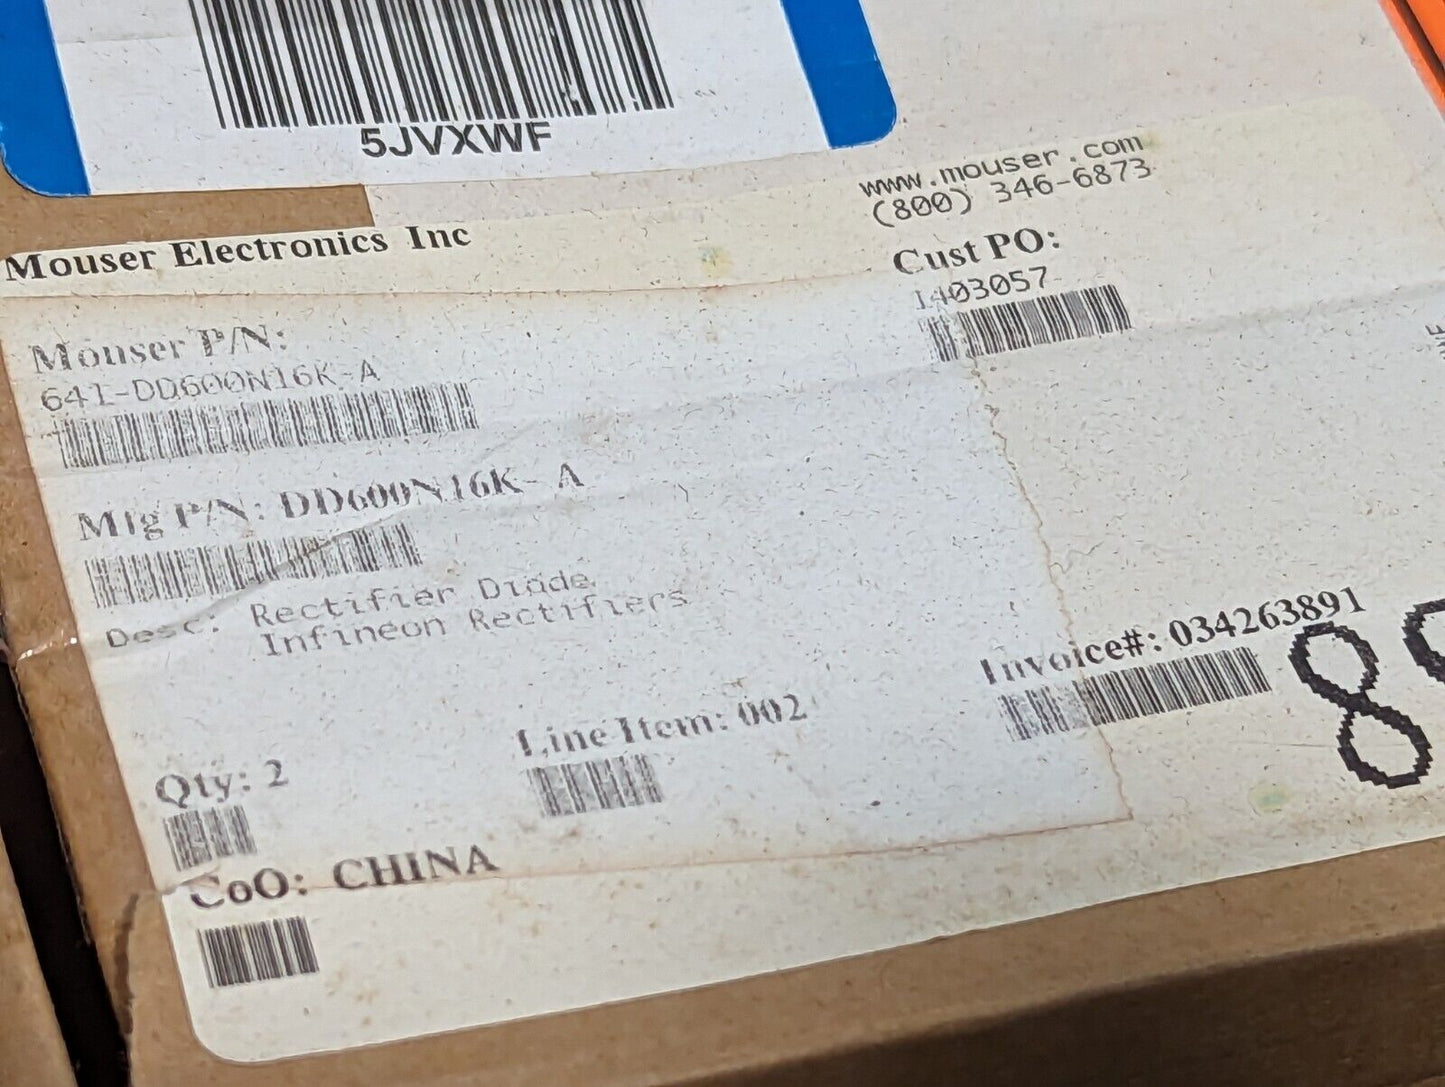 5JVXWF
www.mouser.com
(800) 346-6873
Mouser Electronics Inc
Cust PO:
1403057
Mouser P/N:
641-DD600N16K-A
Mfg P/N: DD600N16K-A
Desc: Rectifier Diode
Infineon Rectifiers
Invoice#: 034263891
8
Line Item: 002
Qty: 2
CoO: CHINA